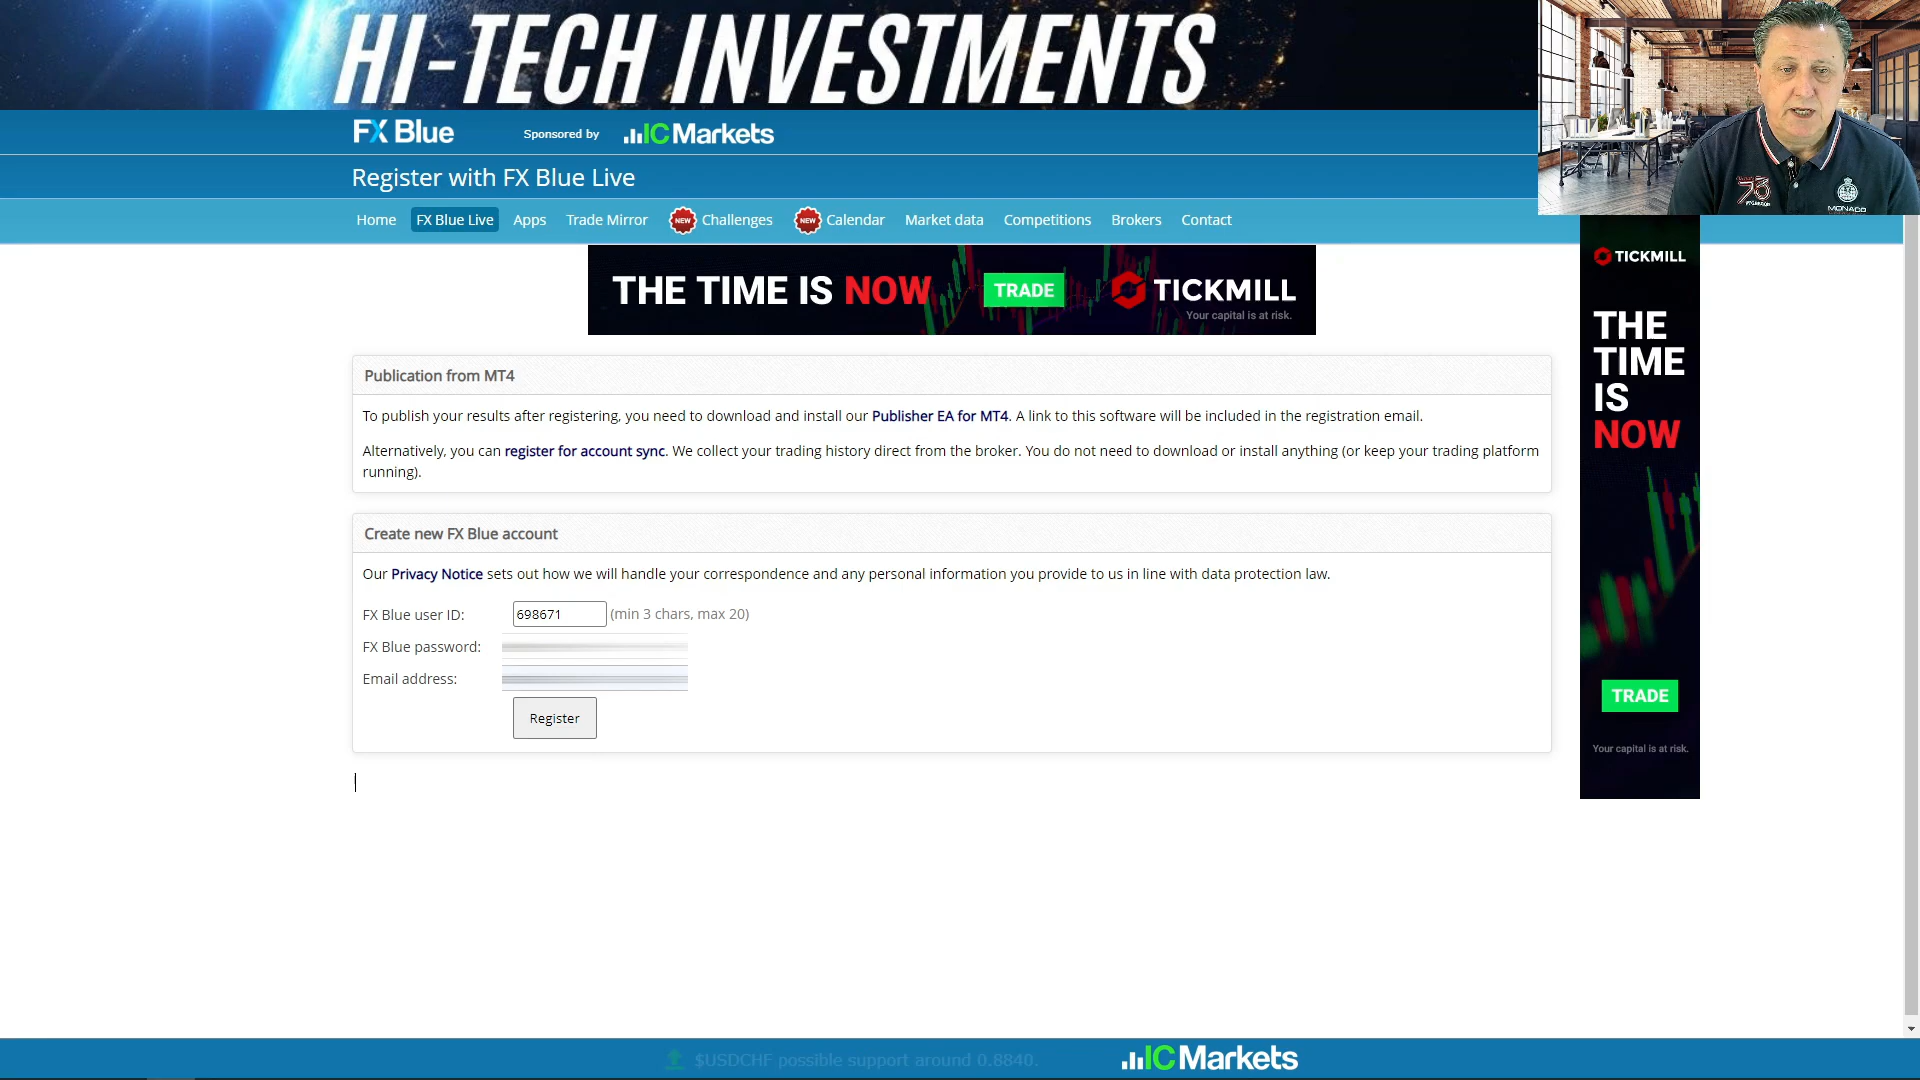 HI-TECH INVESTMENTS
FX Blue
Sponsored by
IC Markets
Register with FX Blue Live
Home
FX Blue Live
Apps
Trade Mirror
NEW
Challenges
NEW
Calendar
Market data
Competitions
Brokers
Contact
THE TIME IS NOW
TRADE
TICKMILL
Your capital is at risk.
Publication from MT4
To publish your results after registering, you need to download and install our Publisher EA for MT4. A link to this software will be included in the registration email.
Alternatively, you can register for account sync. We collect your trading history direct from the broker. You do not need to download or install anything (or keep your trading platform
running).
Create new FX Blue account
Our Privacy Notice sets out how we will handle your correspondence and any personal information you provide to us in line with data protection law.
FX Blue user ID:
698671
(min 3 chars, max 20)
FX Blue password:
Email address:
Register
TICKMILL
THE
TIME
IS
NOW
TRADE
Your capital is at risk.
73
MONACO
$USDCHF possible support around 0.8840.
IC Markets